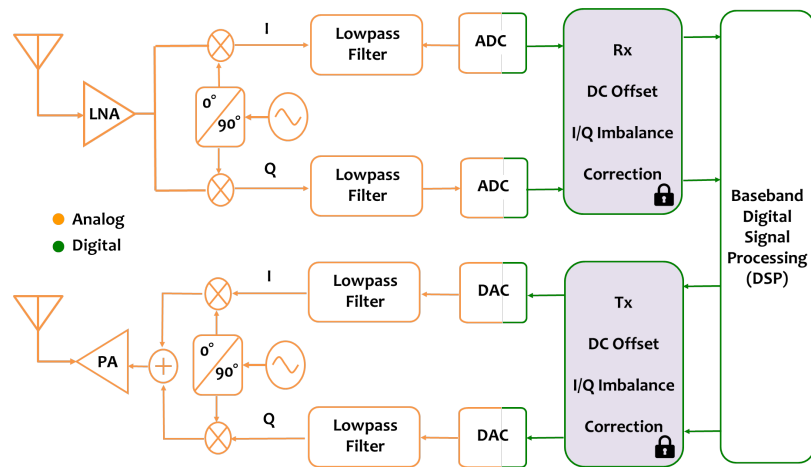 I
Lowpass
Filter
ADC
Rx
DC Offset
I/Q Imbalance
Correction
LNA
0°
90°
Q
Lowpass
Filter
ADC
Analog
Digital
Baseband
Digital
Signal
Processing
(DSP)
I
Lowpass
Filter
DAC
Tx
DC Offset
I/Q Imbalance
Correction
PA
0°
90°
Q
Lowpass
Filter
DAC